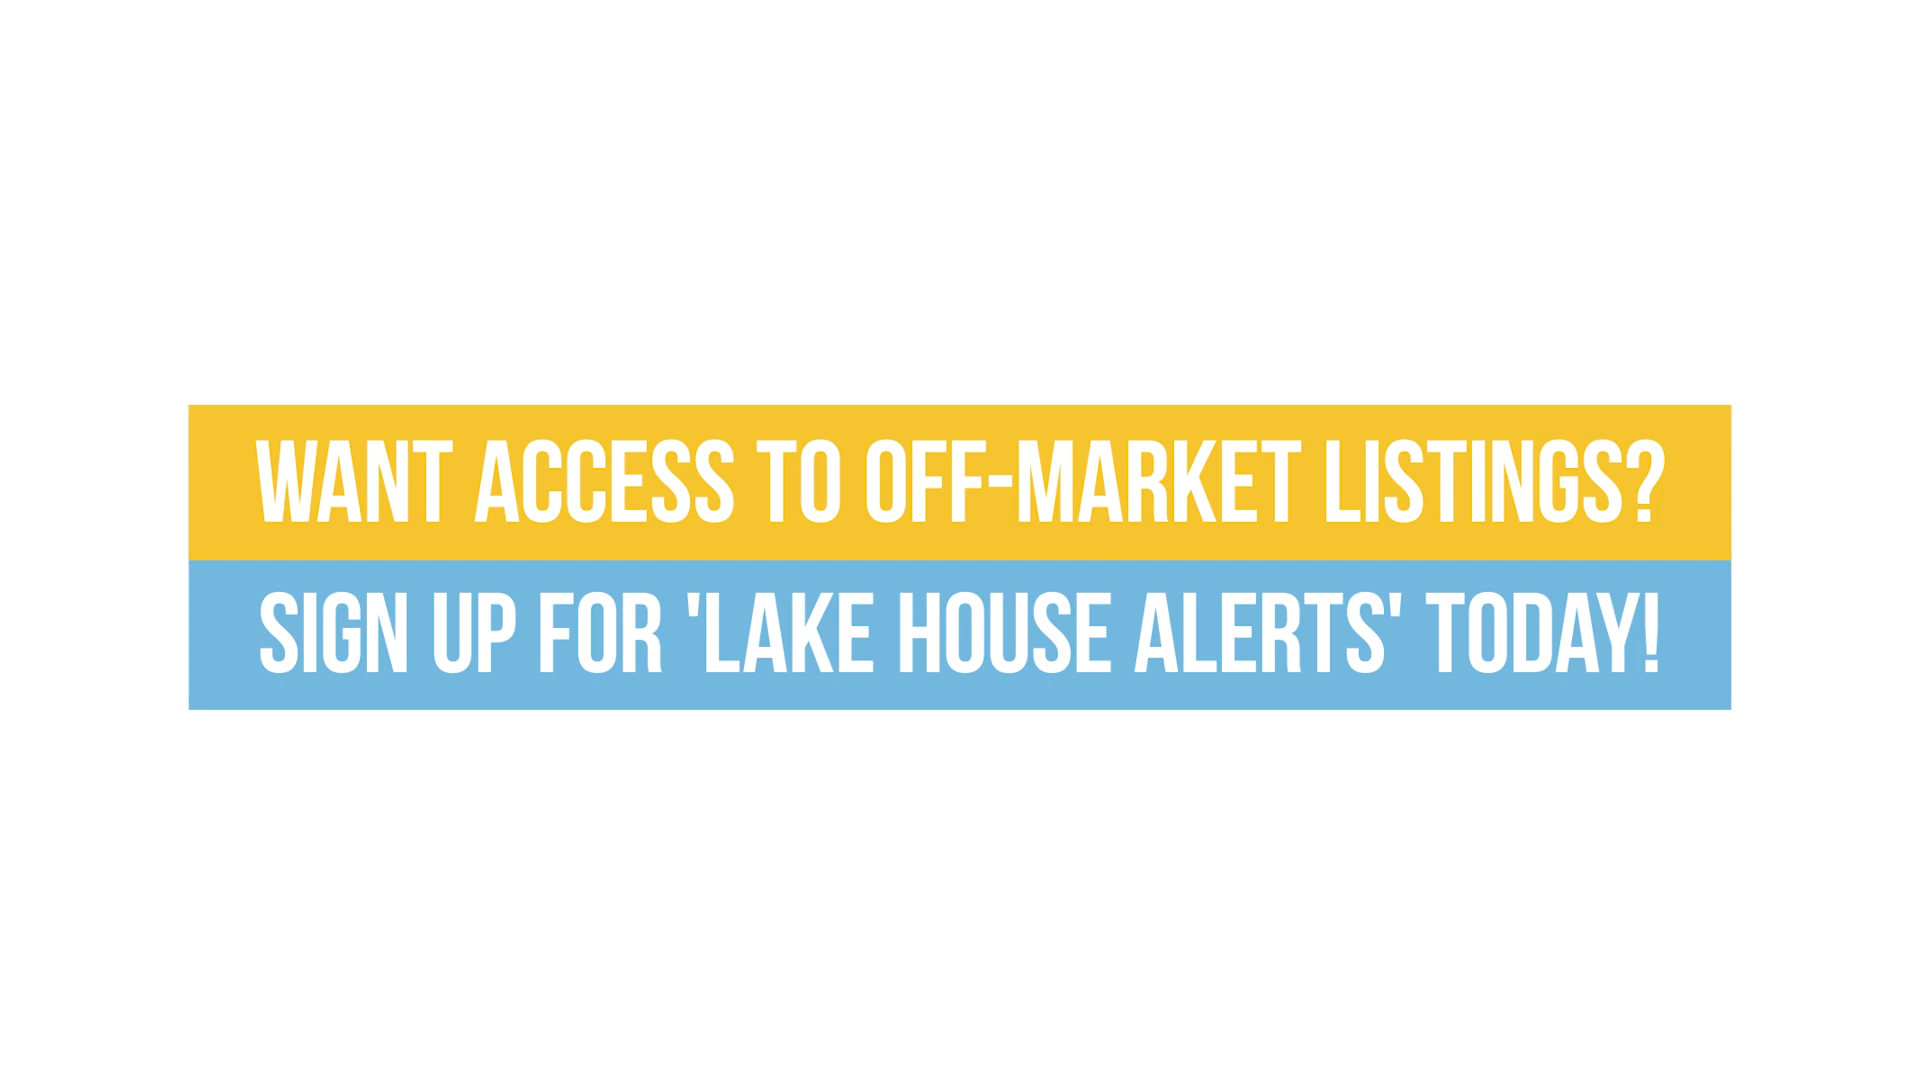 WANT ACCESS TO OFF-MARKET LISTINGS?
SIGN UP FOR 'LAKE HOUSE ALERTS' TODAY!